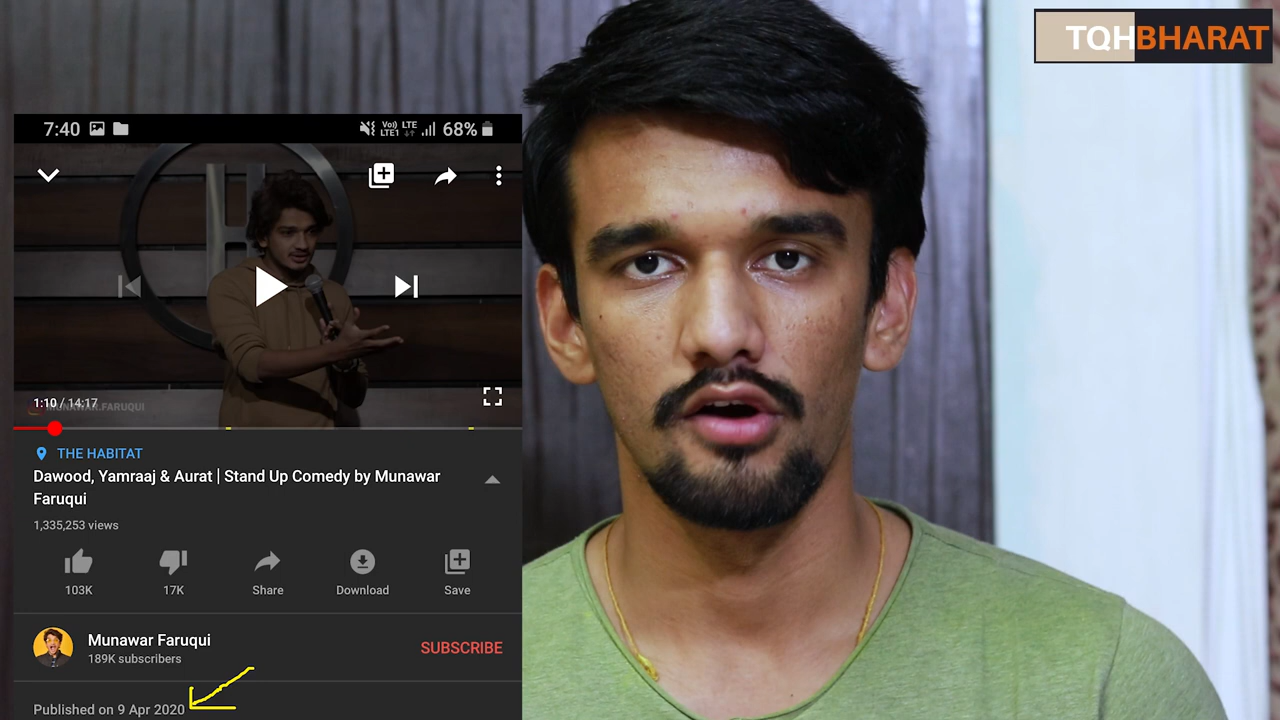 TQHBHARAT
7:40
Vo) LTE
LTE1
68%
1:10 / 14:17
MUNAWAR.FARUQUI
THE HABITAT
Dawood, Yamraaj & Aurat | Stand Up Comedy by Munawar
Faruqui
1,335,253 views
103K
17K
Share
Download
Save
Munawar Faruqui
189K subscribers
SUBSCRIBE
Published on 9 Apr 2020